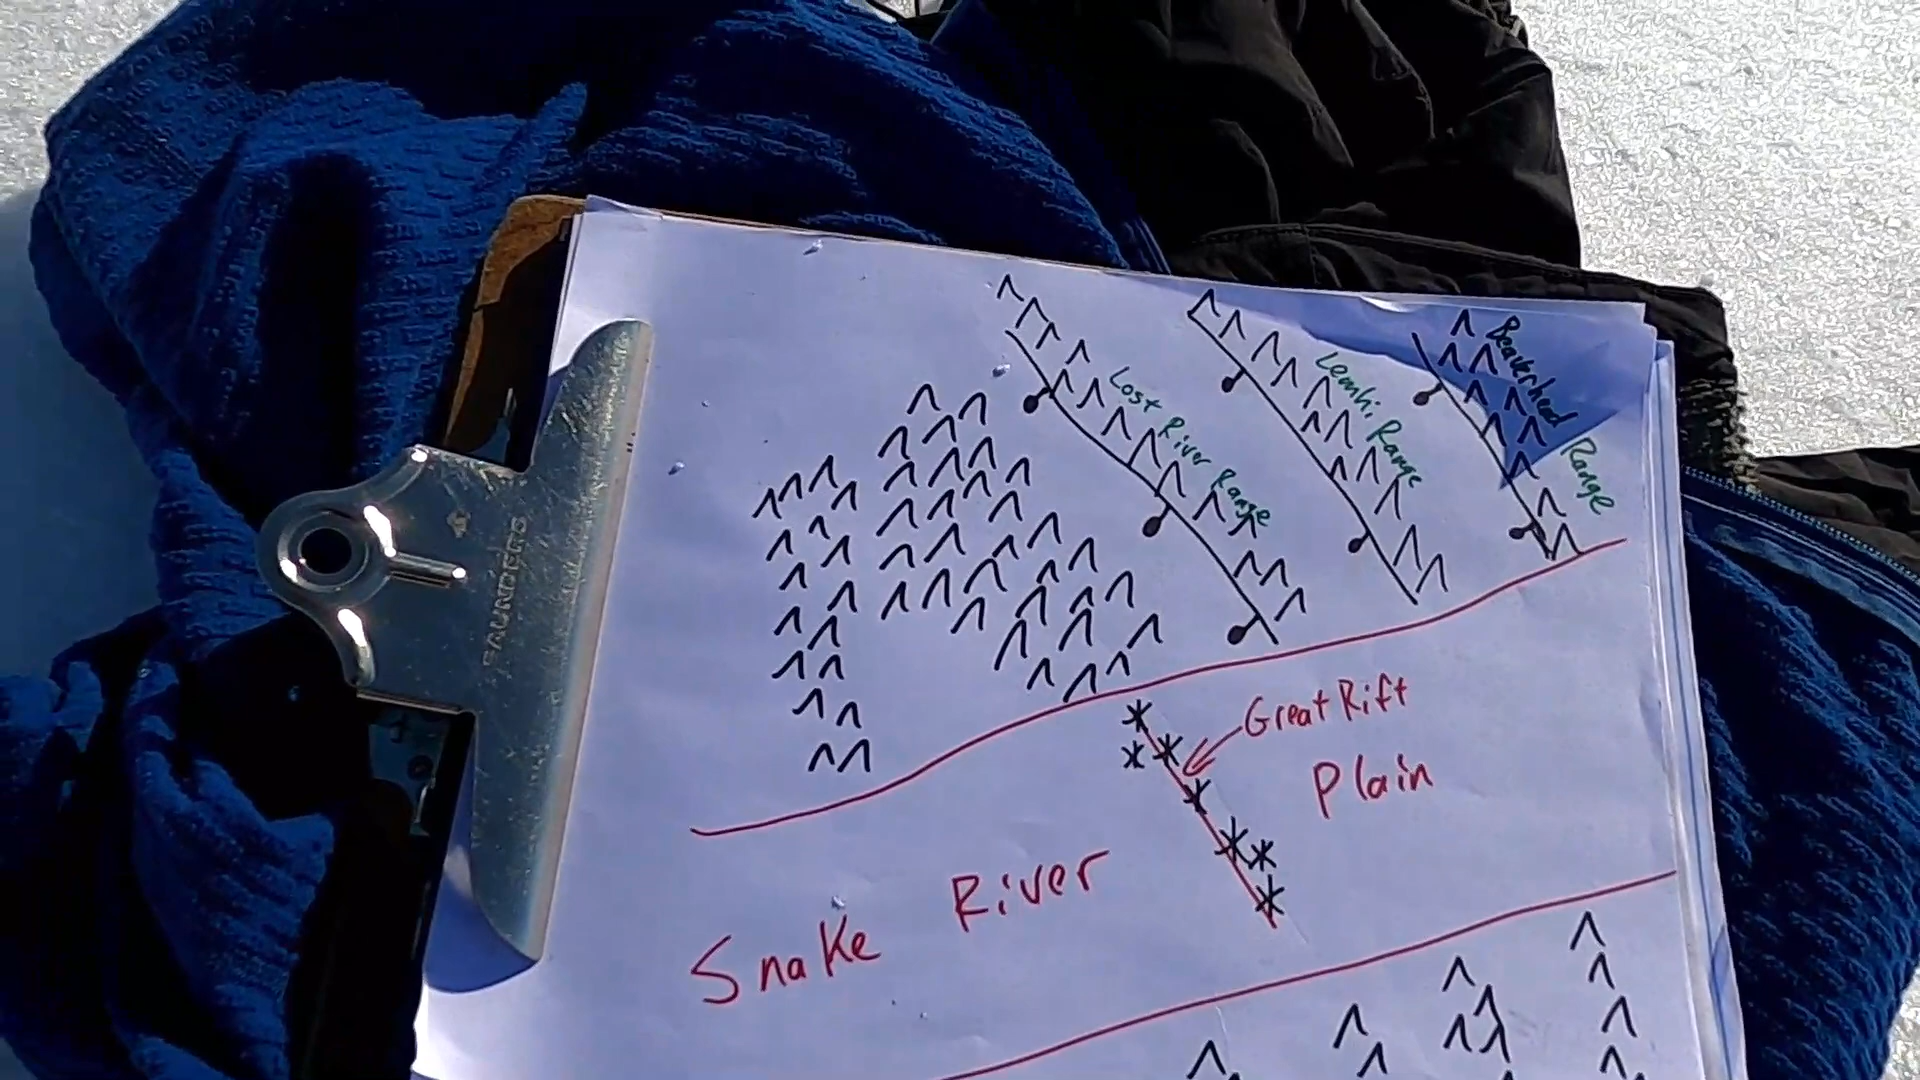 Beaverhead Range
Lemhi Range
Lost River Range
SAUNDERS
Great Rift
Plain
Snake River